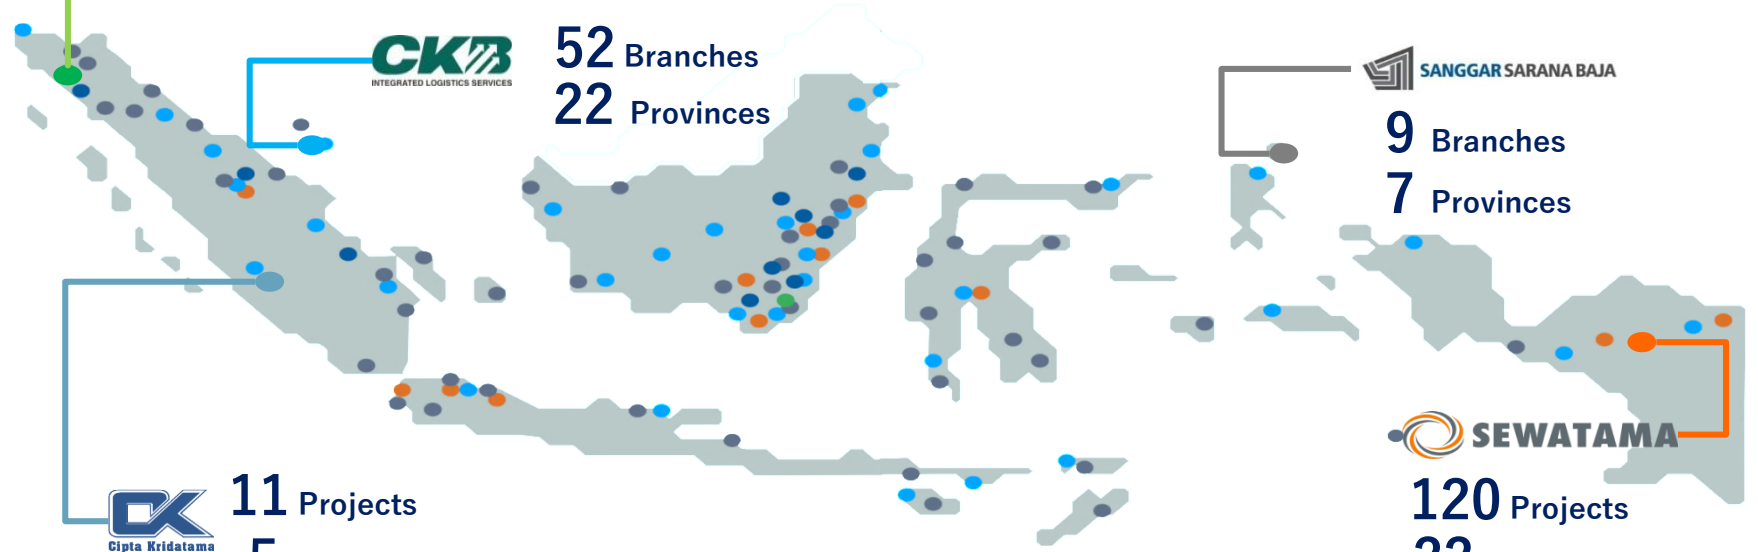 CKB
INTEGRATED LOGISTICS SERVICES
52 Branches
22 Provinces
SANGGAR SARANA BAJA
9 Branches
7 Provinces
SEWATAMA
120 Projects
CK
Cipta Kridatama
11 Projects